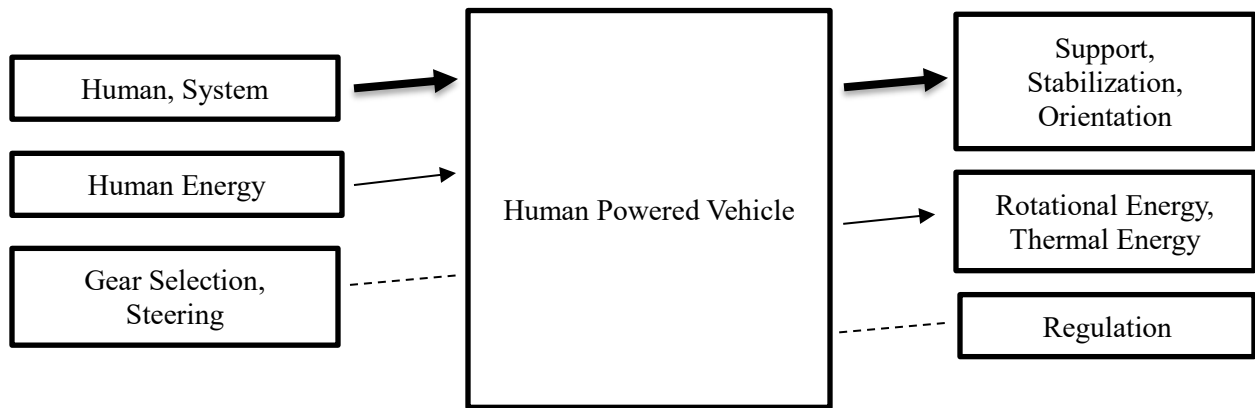 Human, System
Human Energy
Gear Selection,
Steering
Human Powered Vehicle
Support,
Stabilization,
Orientation
Rotational Energy,
Thermal Energy
Regulation